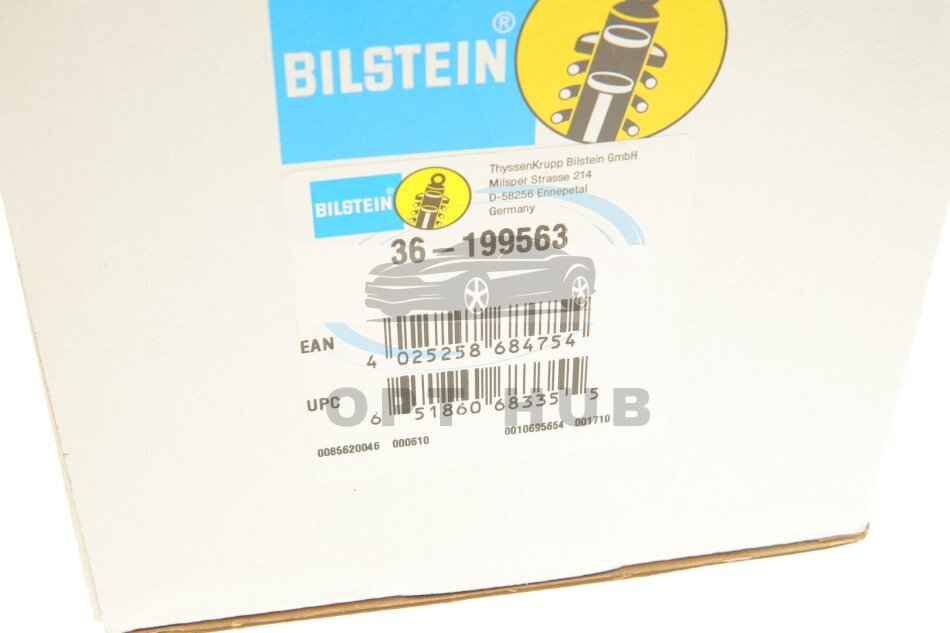 BILSTEIN®
BILSTEIN®
ThyssenKrupp Bilstein GmbH
Milsper Strasse 214
D-58256 Ennepetal
Germany
36-199563
EAN
4 025258 684754
UPC
6 51860 68335 5
OPT HUB
0085620046 000610
0010695654 001710